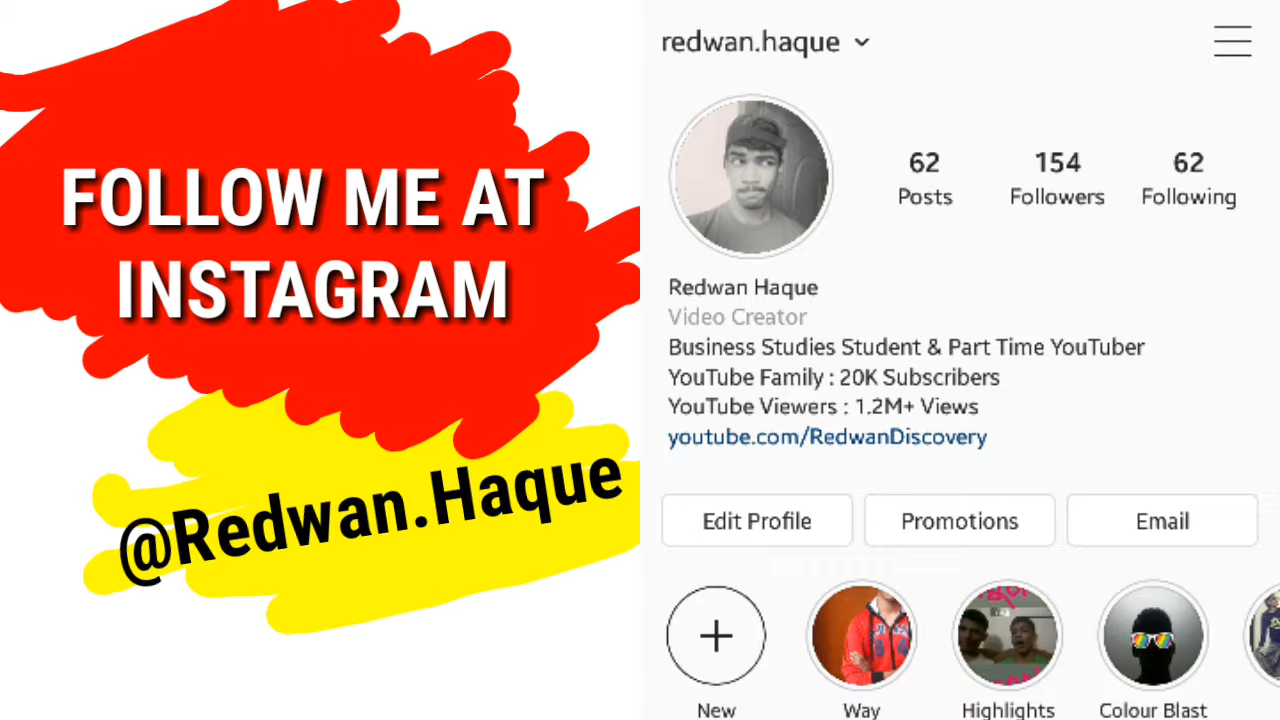 FOLLOW ME AT
INSTAGRAM
@Redwan.Haque
redwan.haque
62
Posts
154
Followers
62
Following
Redwan Haque
Video Creator
Business Studies Student & Part Time YouTuber
YouTube Family : 20K Subscribers
YouTube Viewers : 1.2M+ Views
youtube.com/RedwanDiscovery
Edit Profile
Promotions
Email
New
Way
Highlights
Colour Blast